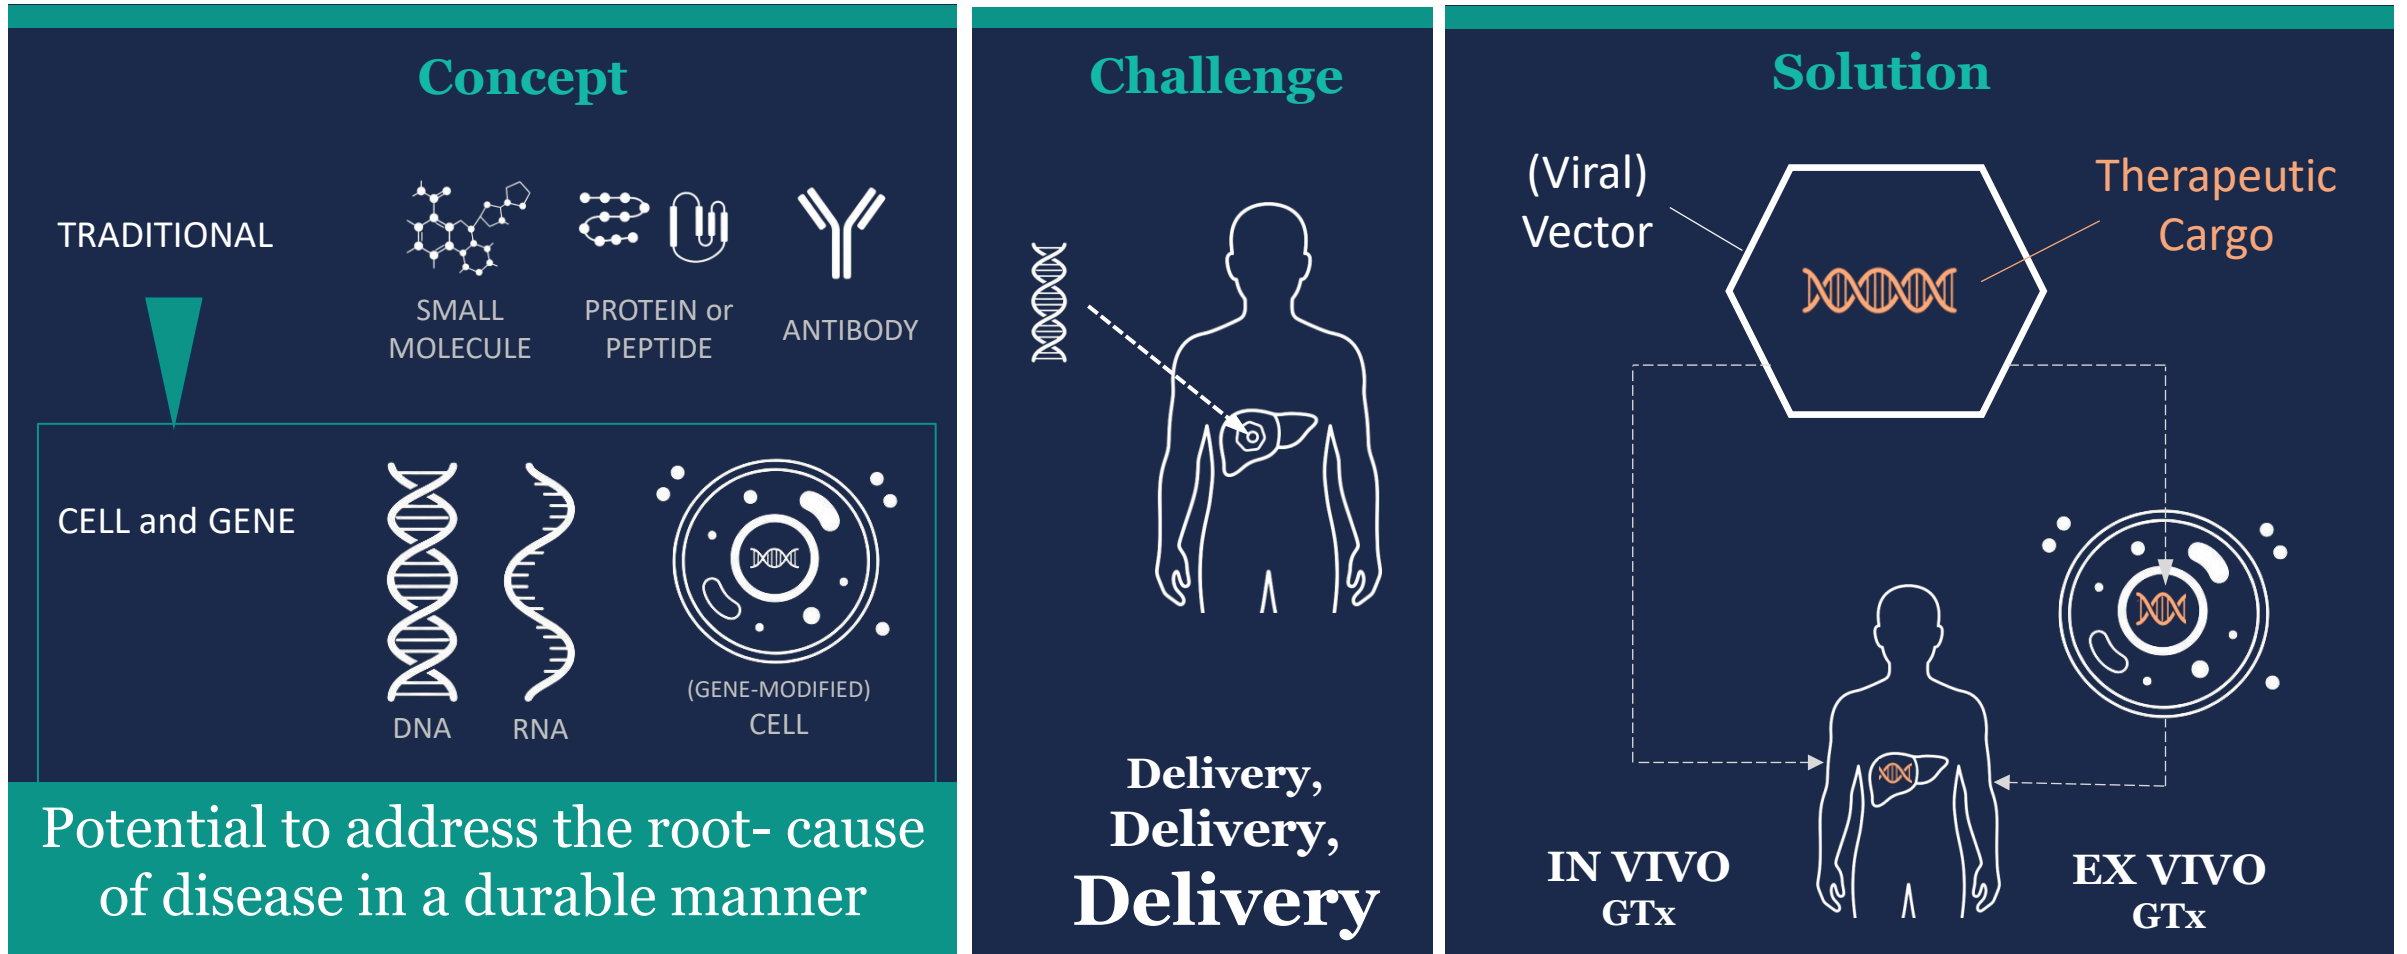 Concept
TRADITIONAL
SMALL
MOLECULE
PROTEIN or
PEPTIDE
ANTIBODY
CELL and GENE
DNA
RNA
(GENE-MODIFIED)
CELL
Potential to address the root- cause
of disease in a durable manner
Challenge
Delivery,
Delivery,
Delivery
Solution
(Viral)
Vector
Therapeutic
Cargo
IN VIVO
GTx
EX VIVO
GTx